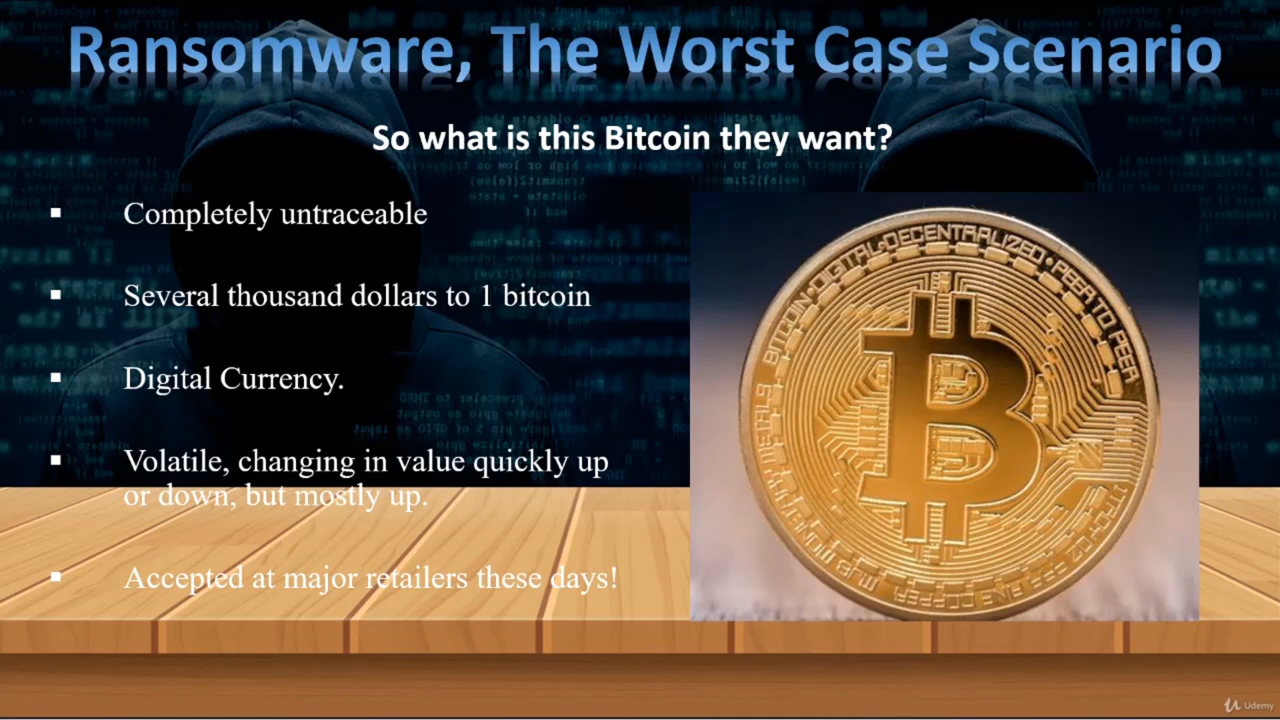 Ransomware, The Worst Case Scenario
So what is this Bitcoin they want?
▪ Completely untraceable
▪ Several thousand dollars to 1 bitcoin
▪ Digital Currency.
▪ Volatile, changing in value quickly up
or down, but mostly up.
▪ Accepted at major retailers these days!
BITCOIN•DIGITAL•DECENTRALIZED•PEER TO PEER
Udemy